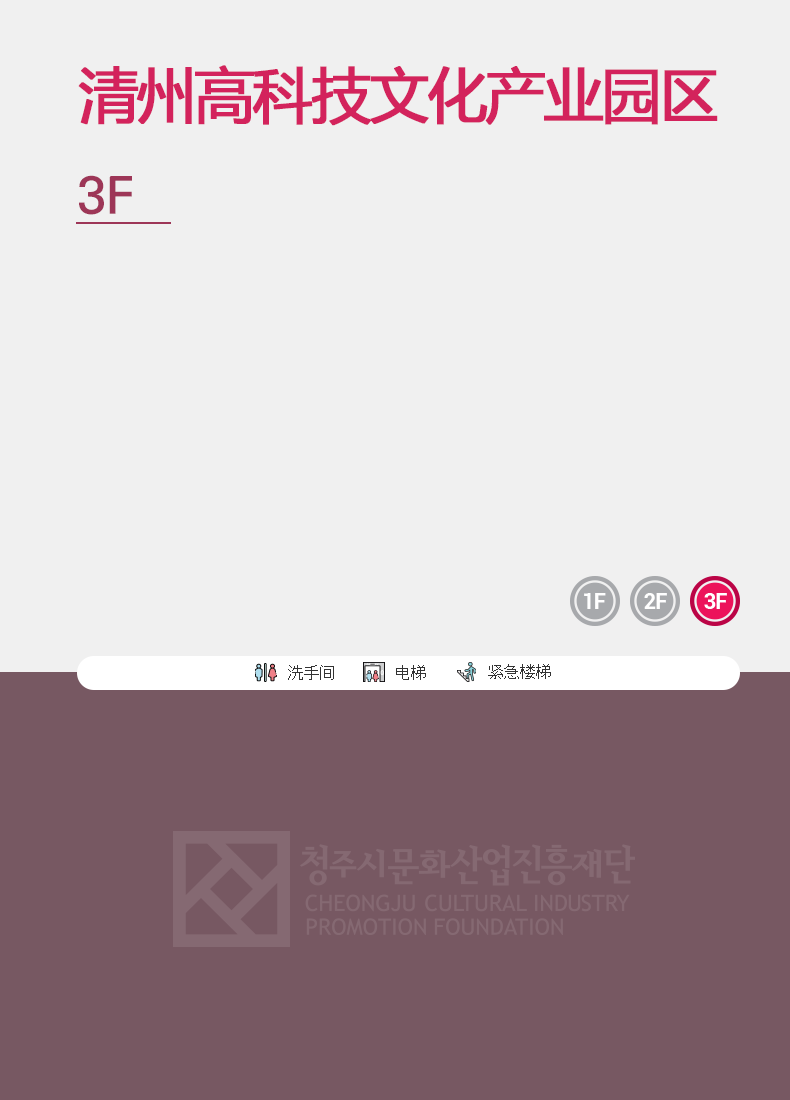 清州高科技文化产业园区
3F
1F 2F 3F
洗手间 电梯 紧急楼梯
청주시문화산업진흥재단
CHEONGJU CULTURAL INDUSTRY
PROMOTION FOUNDATION